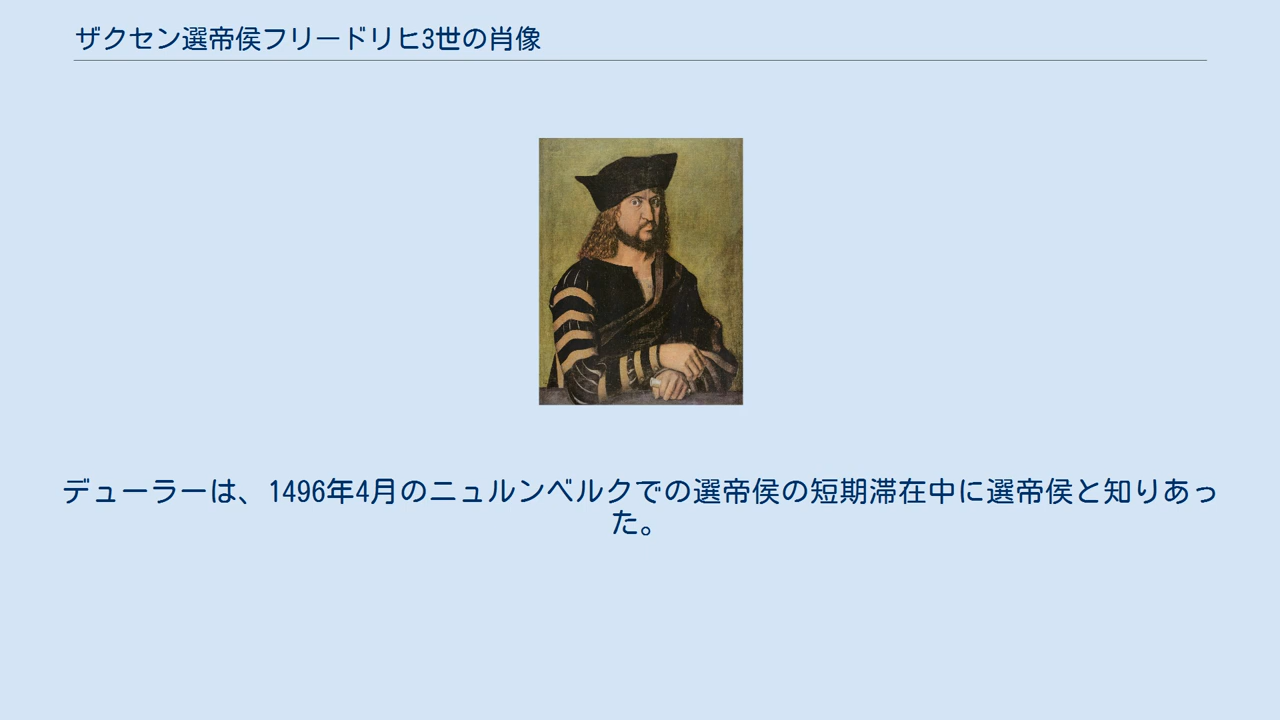 ザクセン選帝侯フリードリヒ3世の肖像
デューラーは、1496年4月のニュルンベルクでの選帝侯の短期滞在中に選帝侯と知りあっ
た。